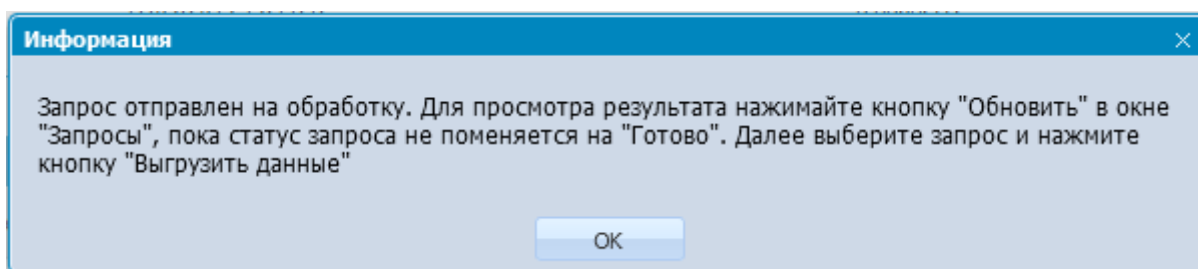 Информация
Запрос отправлен на обработку. Для просмотра результата нажимайте кнопку "Обновить" в окне
"Запросы", пока статус запроса не поменяется на "Готово". Далее выберите запрос и нажмите
кнопку "Выгрузить данные"
OK